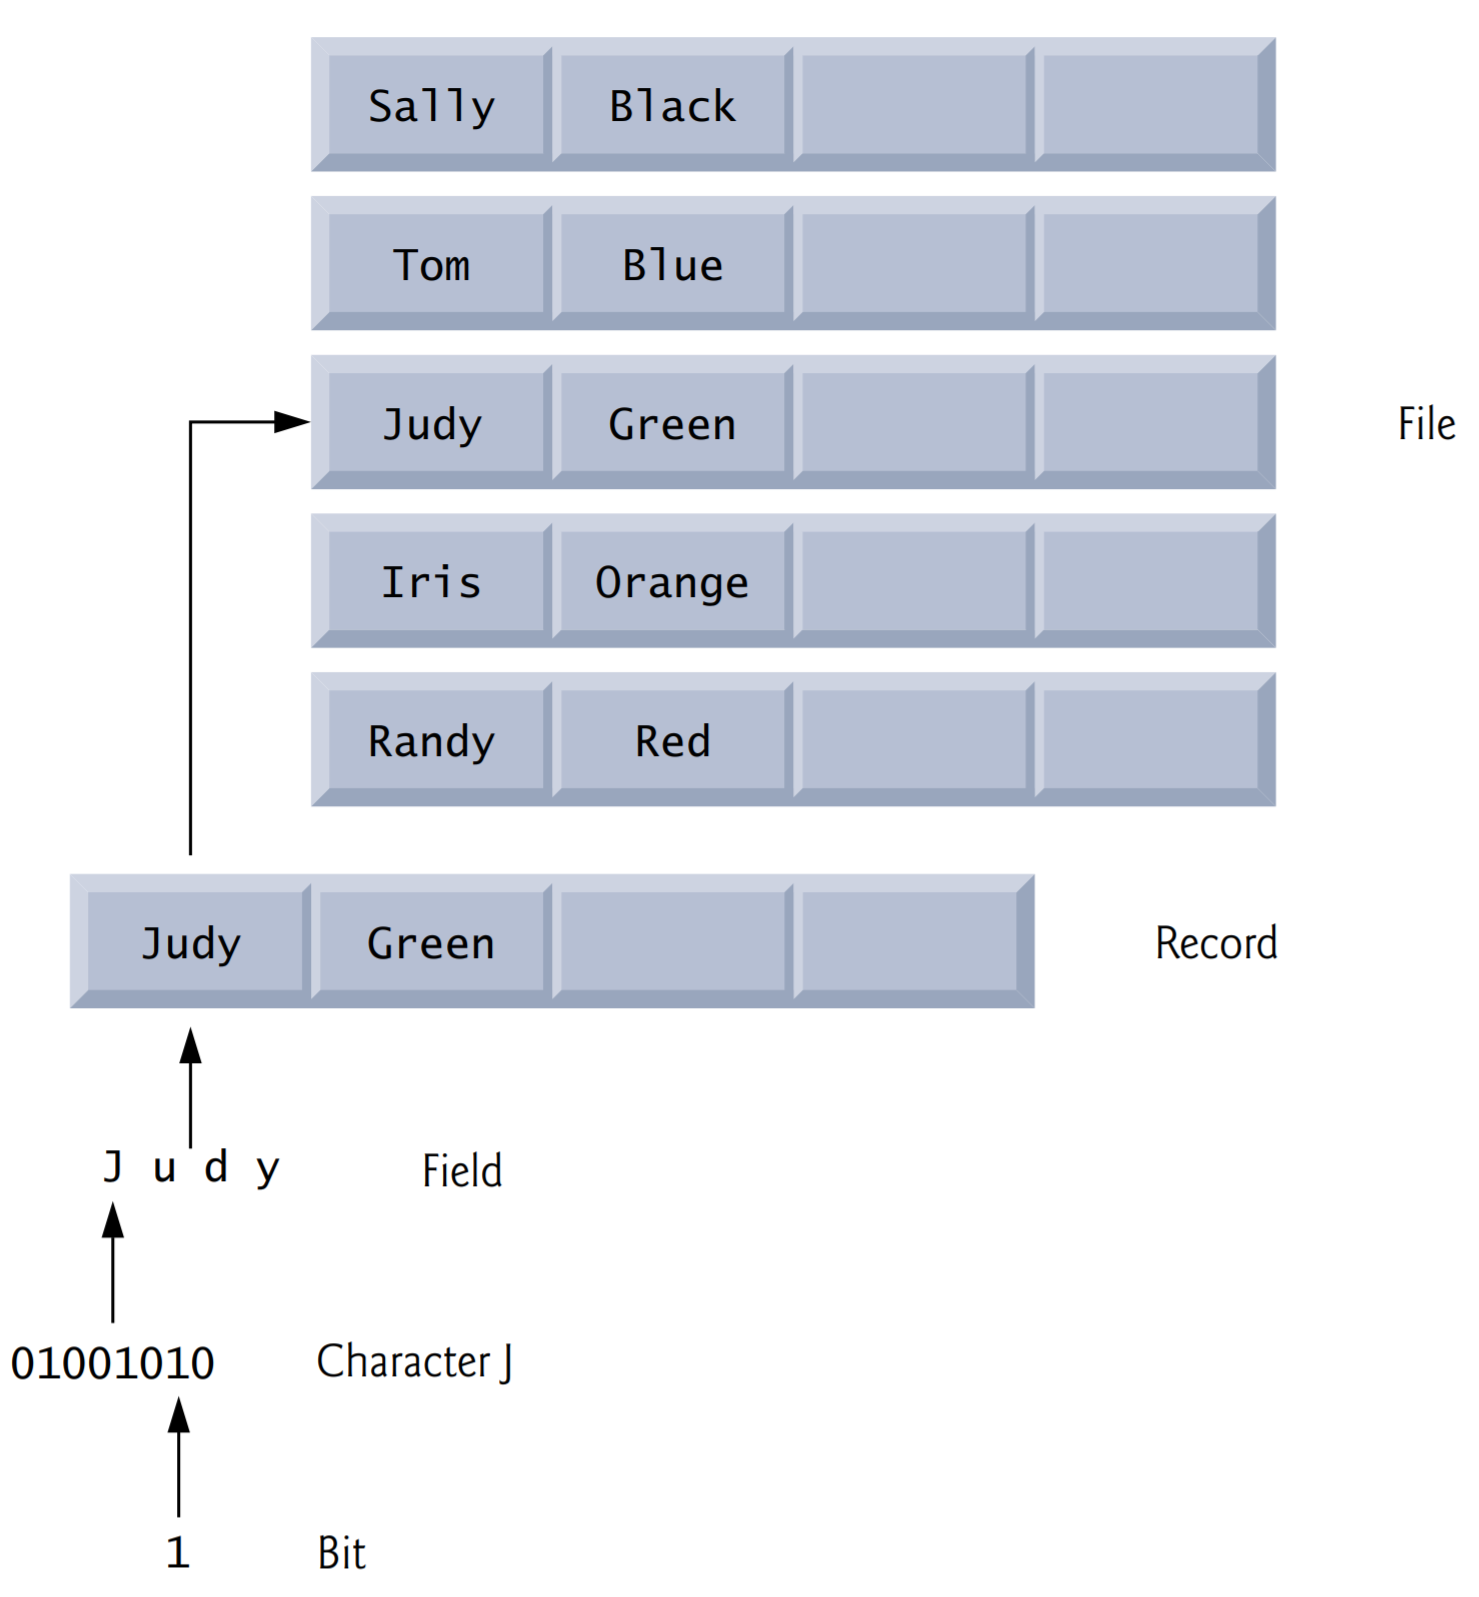 Sally Black
Tom Blue
Judy Green File
Iris Orange
Randy Red
Judy Green Record
J u d y Field
01001010 Character J
1 Bit